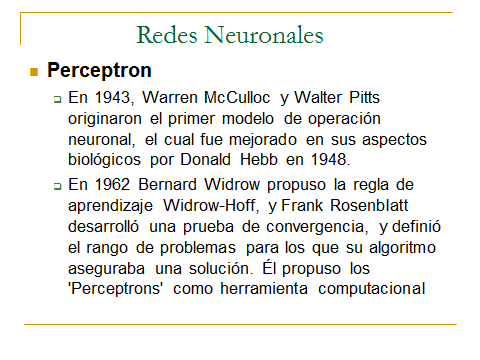 Redes Neuronales
Perceptron
En 1943, Warren McCulloc y Walter Pitts
originaron el primer modelo de operación
neuronal, el cual fue mejorado en sus aspectos
biológicos por Donald Hebb en 1948.
En 1962 Bernard Widrow propuso la regla de
aprendizaje Widrow-Hoff, y Frank Rosenblatt
desarrolló una prueba de convergencia, y definió
el rango de problemas para los que su algoritmo
aseguraba una solución. Él propuso los
'Perceptrons' como herramienta computacional